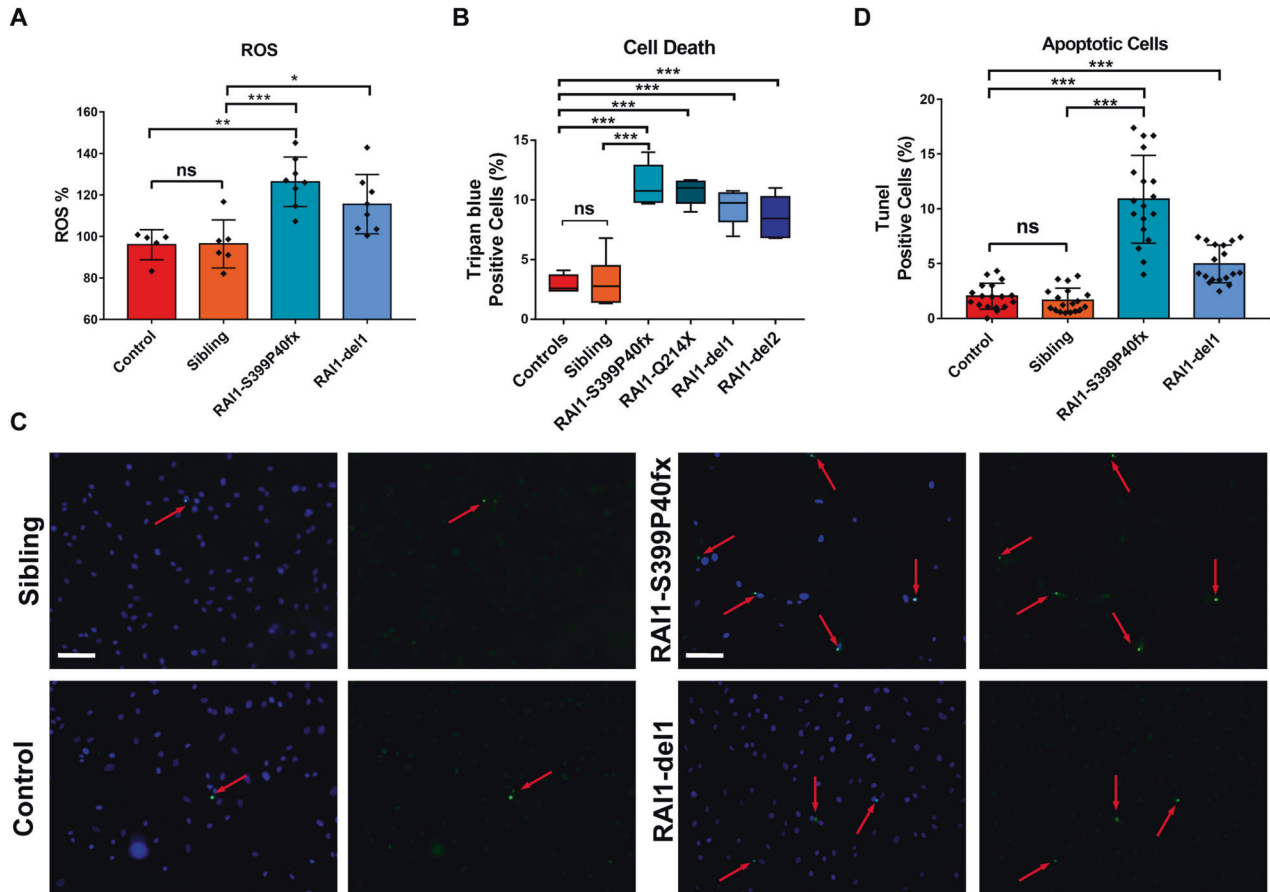 A
ROS
*
***
**
ns
ROS %
160
140
120
100
80
60
Control
Sibling
RAI1-S399P40fx
RAI1-del1
B
Cell Death
***
***
***
***
***
ns
Tripan blue
Positive Cells (%)
15
10
5
0
Controls
Sibling
RAI1-S399P40fx
RAI1-Q214X
RAI1-del1
RAI1-del2
D
Apoptotic Cells
***
***
***
ns
Tunel
Positive Cells (%)
20
15
10
5
0
Control
Sibling
RAI1-S399P40fx
RAI1-del1
C
Sibling
RAI1-S399P40fx
Control
RAI1-del1